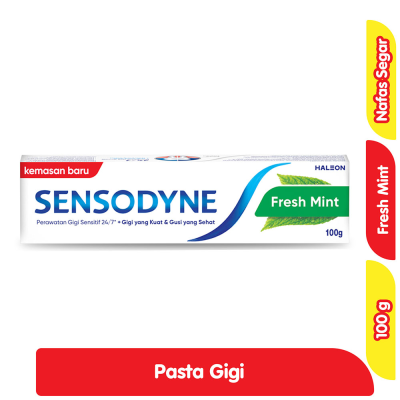 kemasan baru
HALEON
SENSODYNE
Fresh Mint
Perawatan Gigi Sensitif 24/7* • Gigi yang Kuat & Gusi yang Sehat
100g
Nafas Segar
Fresh Mint
100 g
Pasta Gigi